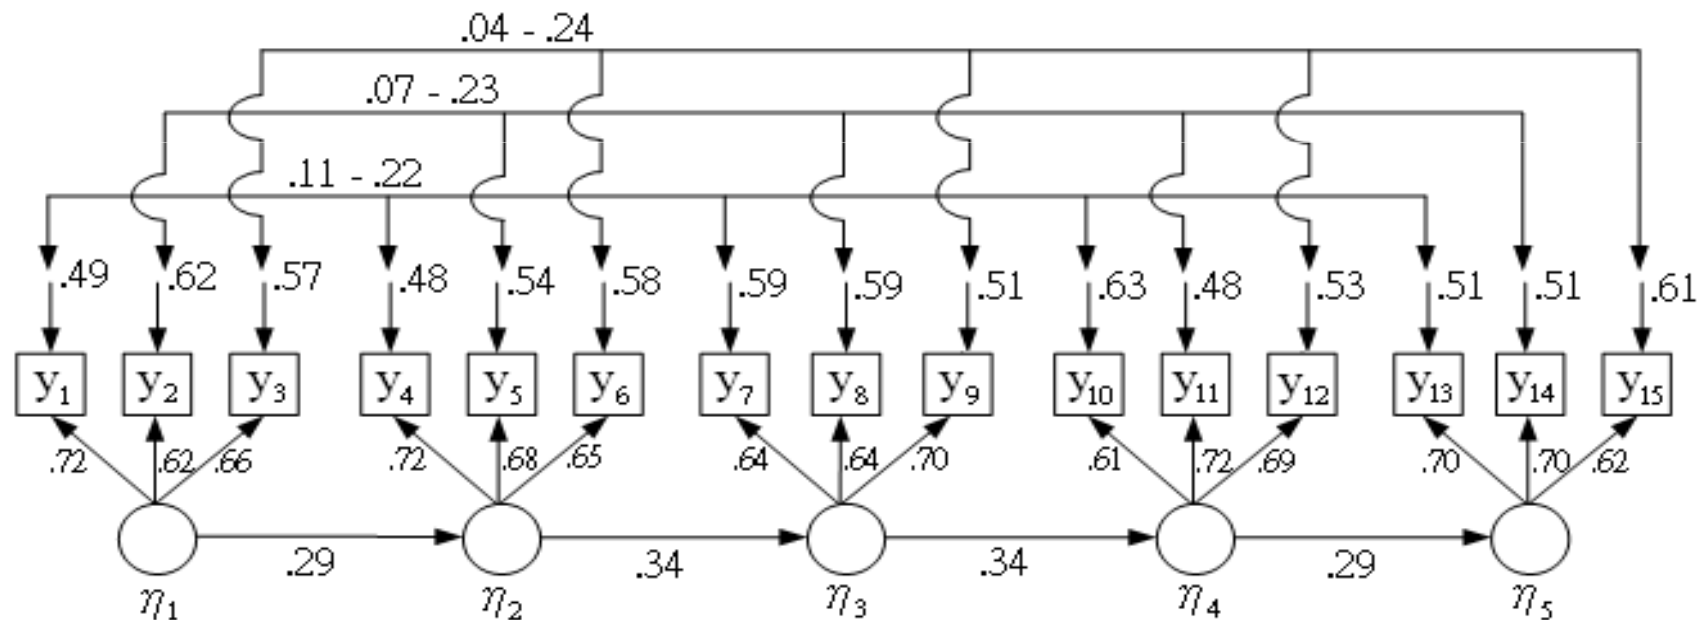 .04 - .24
.07 - .23
.11 - .22
.49 .62 .57 .48 .54 .58 .59 .59 .51 .63 .48 .53 .51 .51 .61
y1 y2 y3 y4 y5 y6 y7 y8 y9 y10 y11 y12 y13 y14 y15
.72 .62 .66 .72 .68 .65 .64 .64 .70 .61 .72 .69 .70 .70 .62
.29 .34 .34 .29
η1 η2 η3 η4 η5